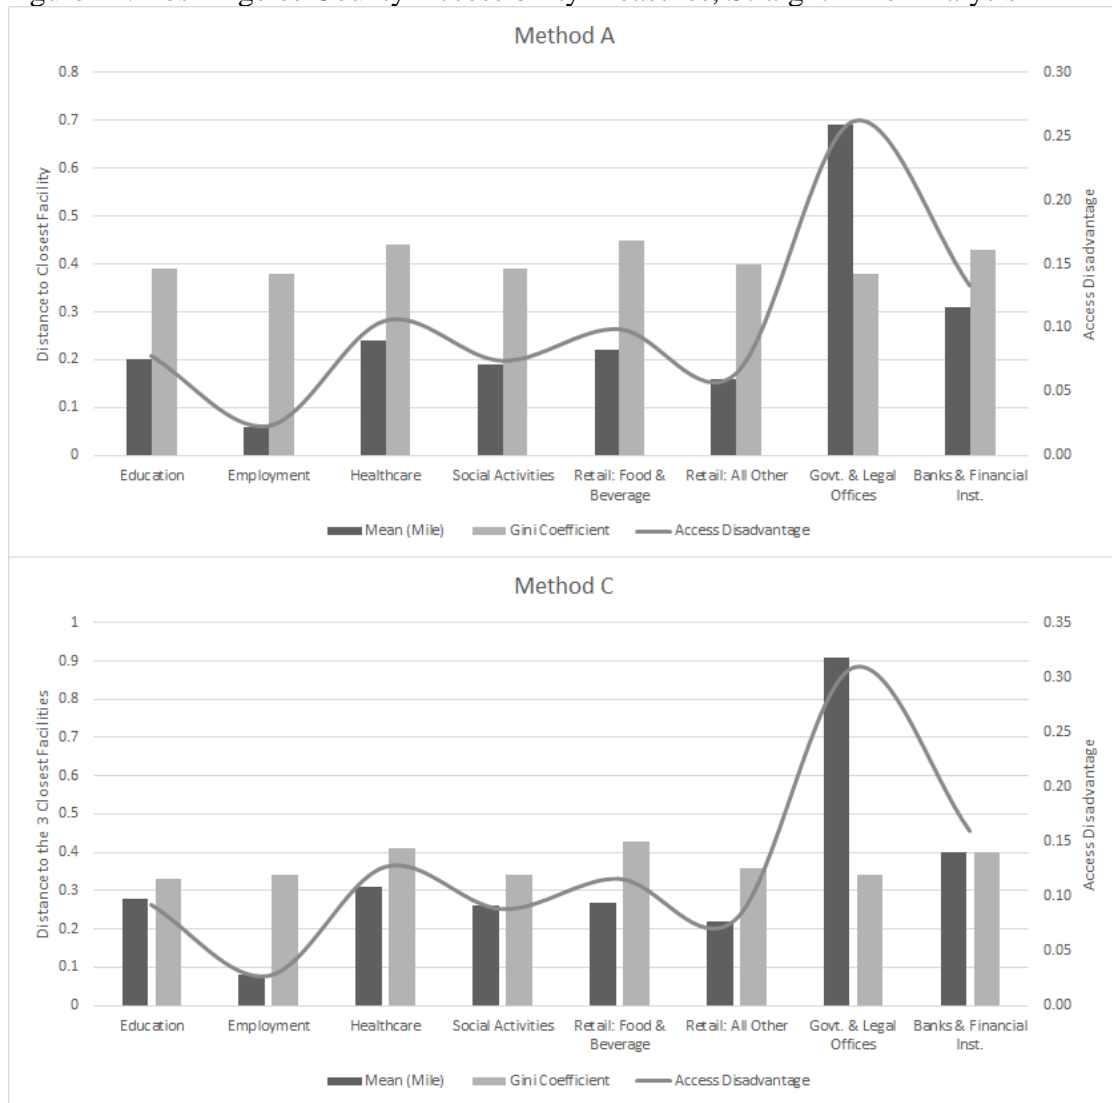 Method A
0.8
0.7
0.6
0.5
0.4
0.3
0.2
0.1
0
Distance to Closest Facility
0.30
0.25
0.20
0.15
0.10
0.05
0.00
Access Disadvantage
Education
Employment
Healthcare
Social Activities
Retail: Food &
Beverage
Retail: All Other
Govt. & Legal
Offices
Banks & Financial
Inst.
Mean (Mile) Gini Coefficient Access Disadvantage
Method C
1
0.9
0.8
0.7
0.6
0.5
0.4
0.3
0.2
0.1
0
Distance to the 3 Closest Facilities
0.35
0.30
0.25
0.20
0.15
0.10
0.05
0.00
Access Disadvantage
Education
Employment
Healthcare
Social Activities
Retail: Food &
Beverage
Retail: All Other
Govt. & Legal
Offices
Banks & Financial
Inst.
Mean (Mile) Gini Coefficient Access Disadvantage